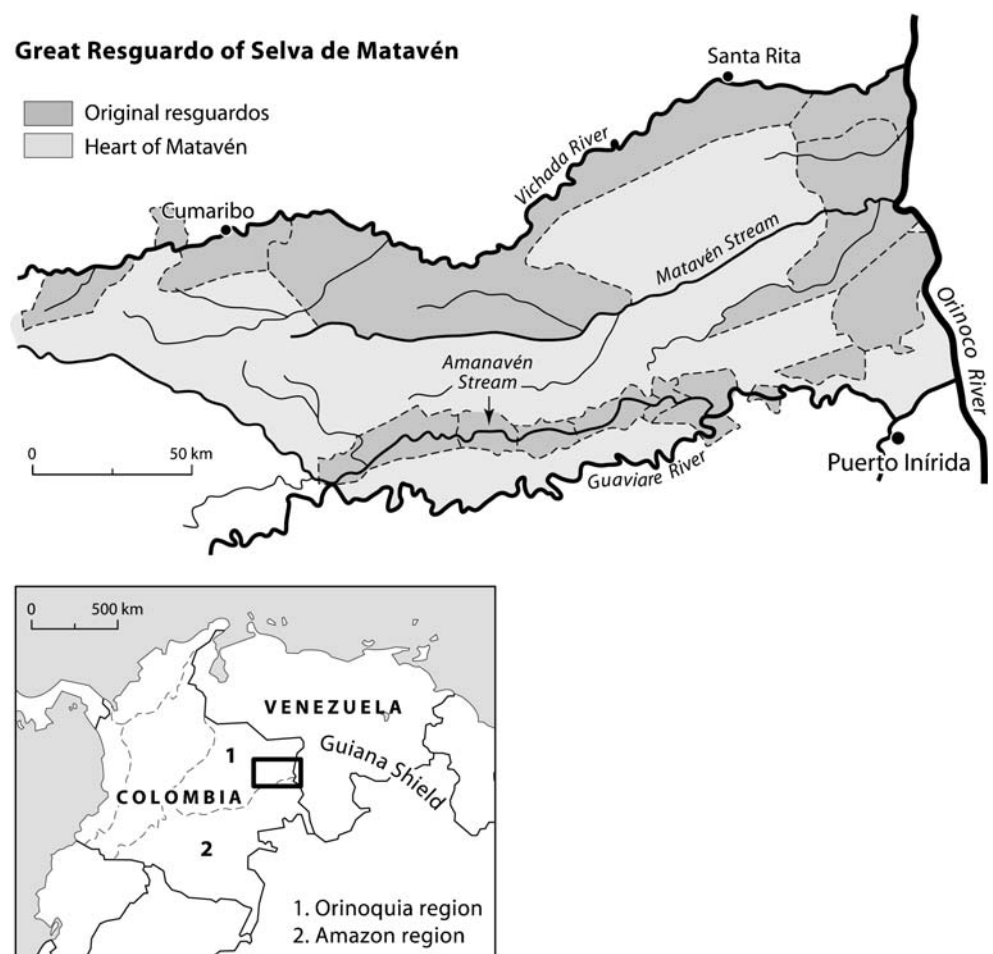 Great Resguardo of Selva de Matavén
Original resguardos
Heart of Matavén
Santa Rita
Vichada River
Cumaribo
Matavén Stream
Orinoco River
Amanavén
Stream
0 50 km
Guaviare River
Puerto Inírida
0 500 km
VENEZUELA
Guiana Shield
1
COLOMBIA
2
1. Orinoquia region
2. Amazon region